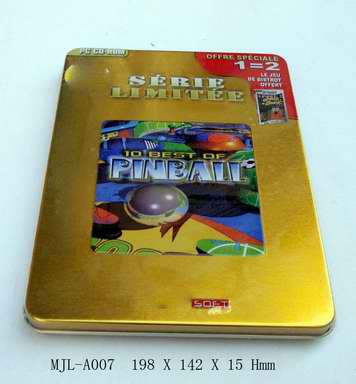 PC CD-ROM
OFFRE SPÉCIALE
1=2
LE JEU
DE BISTROT
OFFERT
SÉRIE
LIMITÉE
10 BEST OF
PINBALL
SOFT
MJL-A007 198 X 142 X 15 Hmm